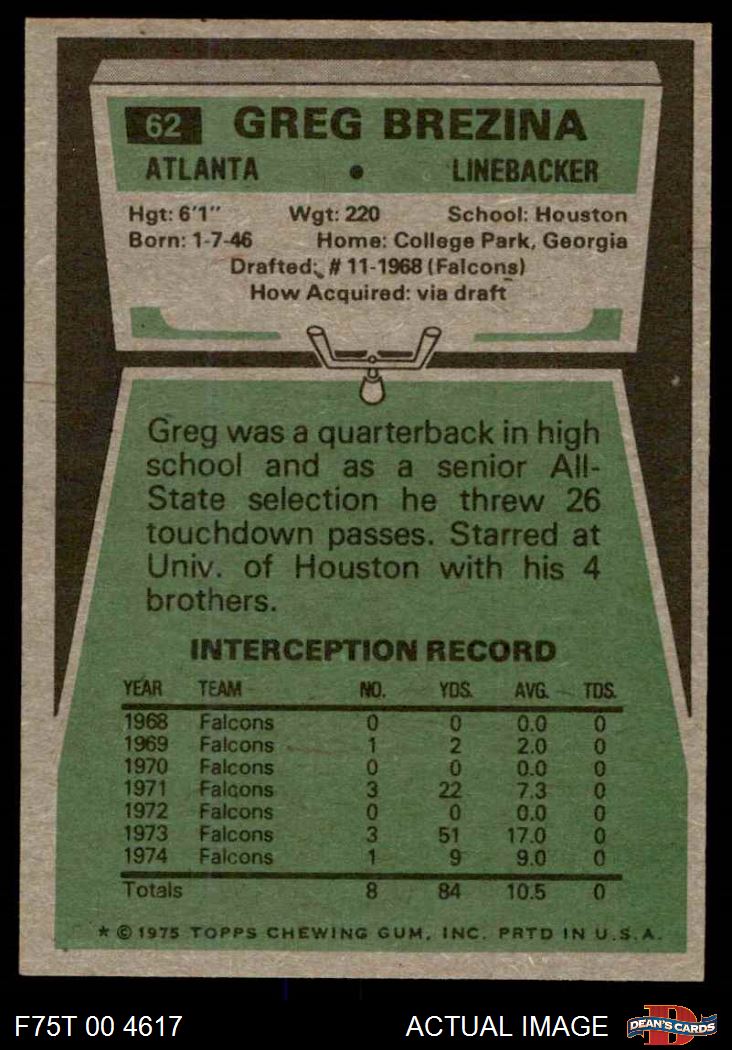 62 GREG BREZINA
ATLANTA • LINEBACKER
Hgt: 6'1" Wgt: 220 School: Houston
Born: 1-7-46 Home: College Park, Georgia
Drafted: # 11-1968 (Falcons)
How Acquired: via draft
Greg was a quarterback in high
school and as a senior All-
State selection he threw 26
touchdown passes. Starred at
Univ. of Houston with his 4
brothers.
INTERCEPTION RECORD
YEAR TEAM NO. YDS. AVG. TDS.
1968 Falcons 0 0 0.0 0
1969 Falcons 1 2 2.0 0
1970 Falcons 0 0 0.0 0
1971 Falcons 3 22 7.3 0
1972 Falcons 0 0 0.0 0
1973 Falcons 3 51 17.0 0
1974 Falcons 1 9 9.0 0
Totals 8 84 10.5 0
* © 1975 TOPPS CHEWING GUM, INC. PRTD IN U.S.A.
F75T 00 4617 ACTUAL IMAGE D DEAN'S CARDS